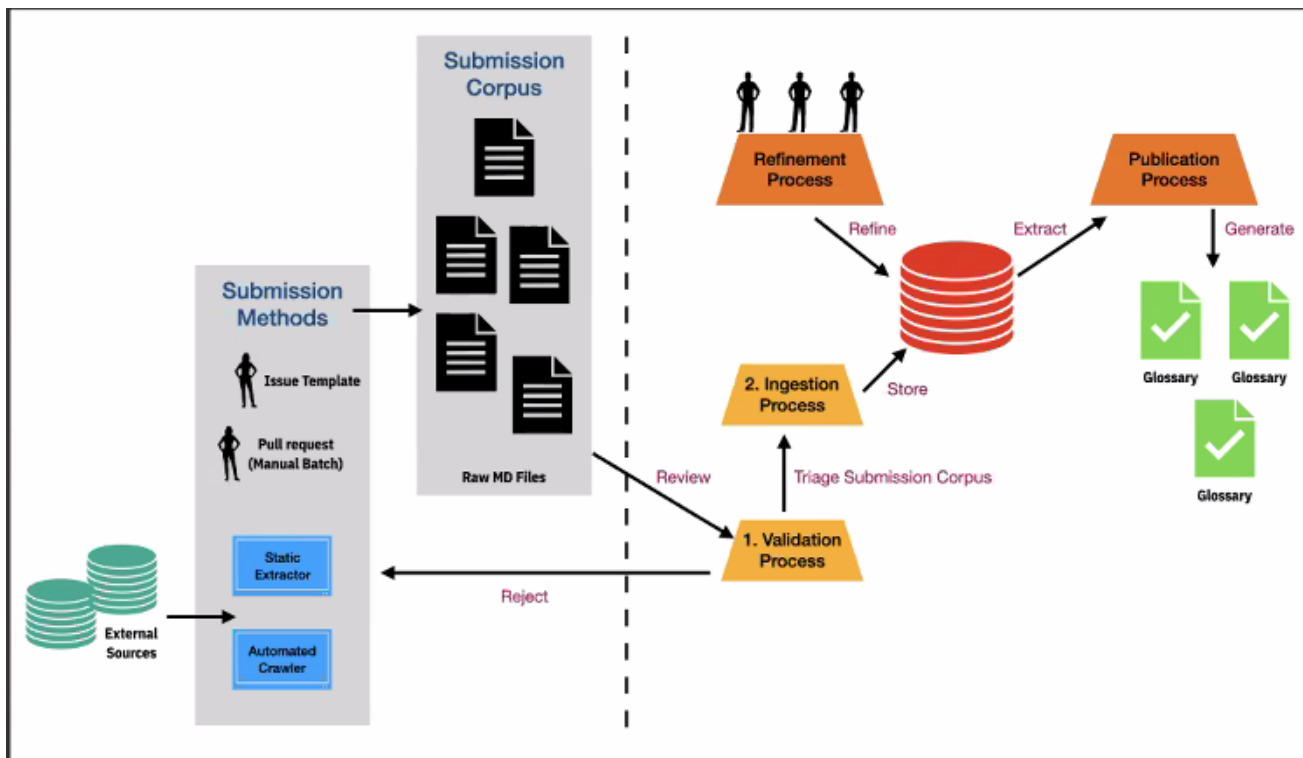 Submission
Corpus
Raw MD Files
Submission
Methods
Issue Template
Pull request
(Manual Batch)
Static
Extractor
Automated
Crawler
External
Sources
Refinement
Process
Refine
Extract
Publication
Process
Generate
Glossary
Glossary
Glossary
2. Ingestion
Process
Store
Triage Submission Corpus
Review
1. Validation
Process
Reject